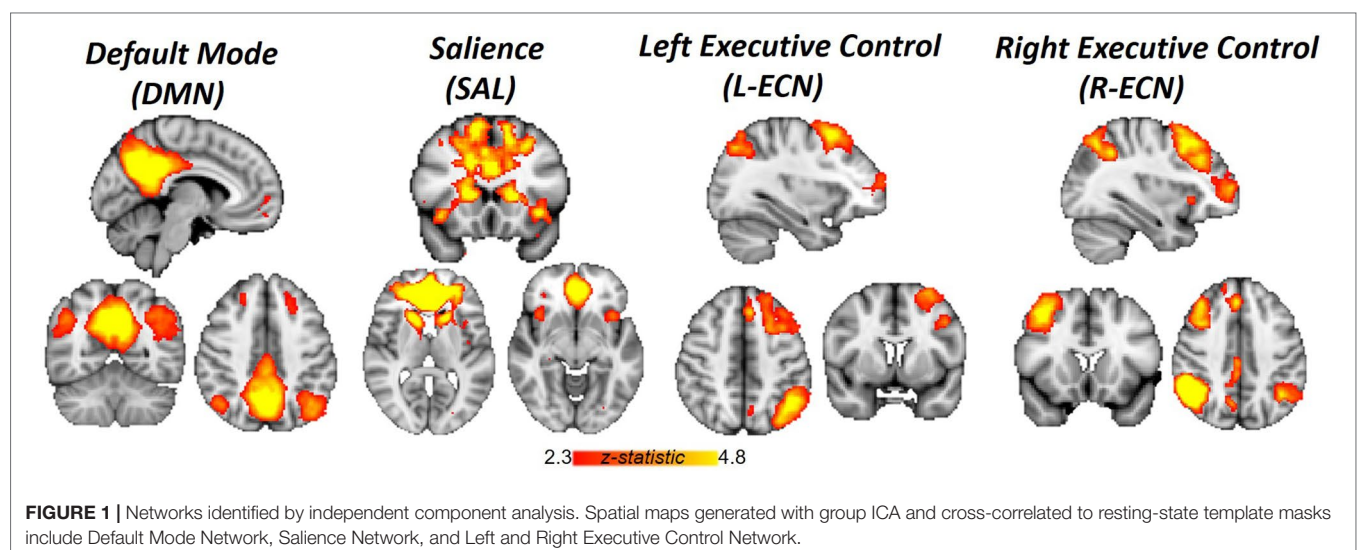 Default Mode
(DMN)
Salience
(SAL)
Left Executive Control
(L-ECN)
Right Executive Control
(R-ECN)
2.3 z-statistic 4.8
FIGURE 1 | Networks identified by independent component analysis. Spatial maps generated with group ICA and cross-correlated to resting-state template masks
include Default Mode Network, Salience Network, and Left and Right Executive Control Network.